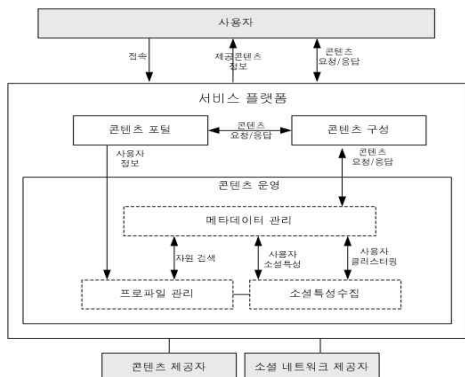 사용자
접속
제공콘텐츠
정보
콘텐츠
요청/응답
서비스 플랫폼
콘텐츠 포털
콘텐츠
요청/응답
콘텐츠 구성
사용자
정보
콘텐츠
요청/응답
콘텐츠 운영
메타데이터 관리
자원 검색
사용자
소셜특성
사용자
클러스터링
프로파일 관리
소셜특성수집
콘텐츠 제공자
소셜 네트워크 제공자